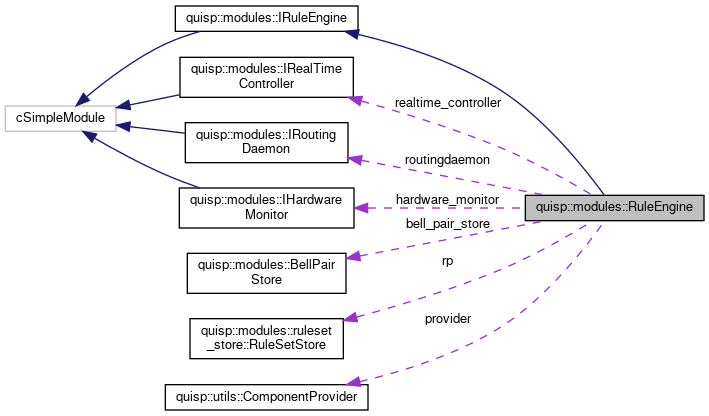 quisp::modules::IRuleEngine
quisp::modules::IRealTime
Controller
realtime_controller
cSimpleModule
quisp::modules::IRouting
Daemon
routingdaemon
quisp::modules::IHardware
Monitor
hardware_monitor
quisp::modules::RuleEngine
bell_pair_store
quisp::modules::BellPair
Store
rp
quisp::modules::ruleset
_store::RuleSetStore
provider
quisp::utils::ComponentProvider